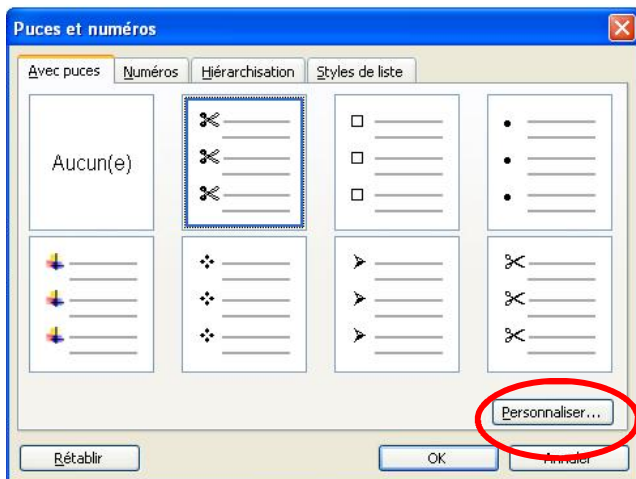 Puces et numéros
Avec puces Numéros Hiérarchisation Styles de liste
Aucun(e)
Personnaliser...
Rétablir OK Annuler